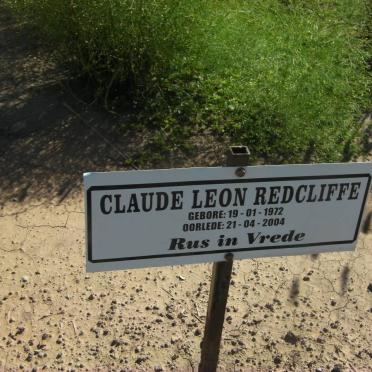 CLAUDE LEON REDCLIFFE
GEBORE: 19 - 01 - 1972
OORLEDE: 21 - 04 - 2004
Rus in Vrede